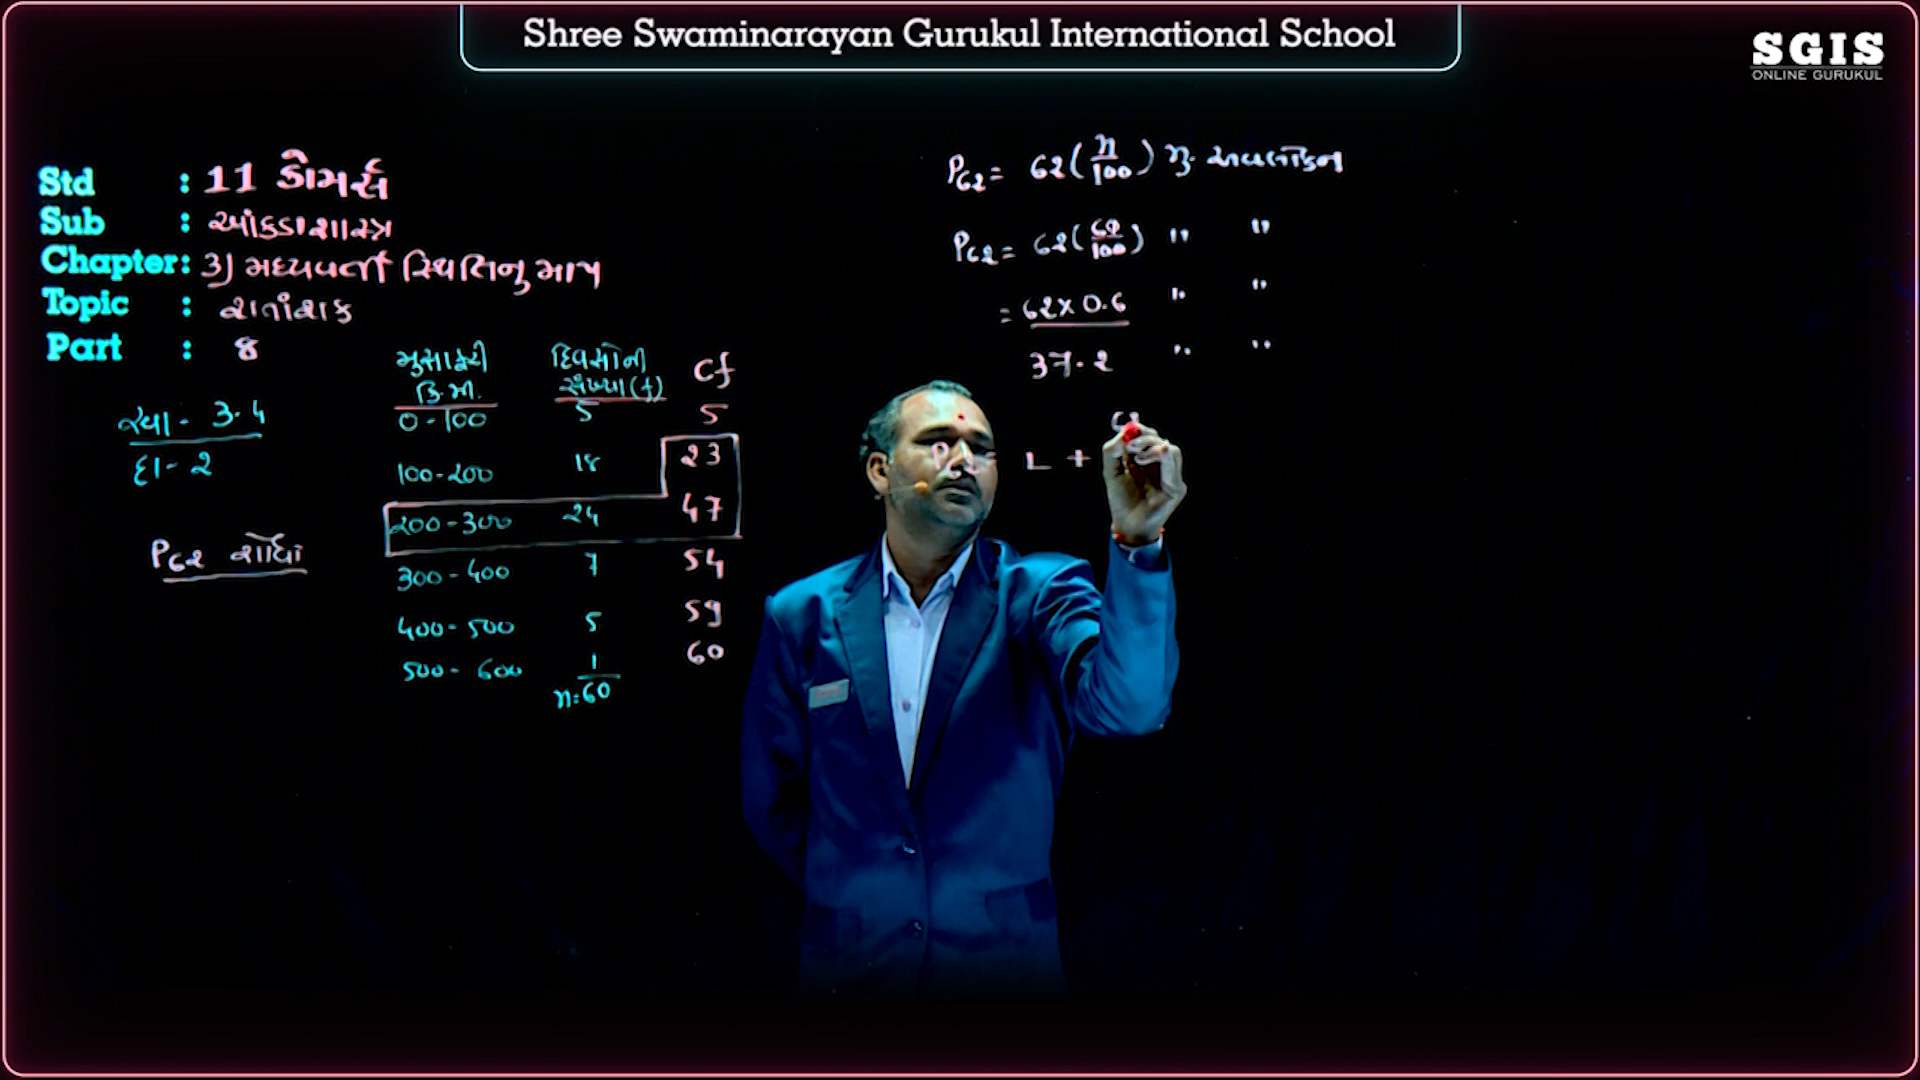 Shree Swaminarayan Gurukul International School
SGIS
ONLINE GURUKUL
Std : 11 કોમર્સ
Sub : આંકડાશાસ્ત્ર
Chapter: 3) મધ્યવર્તી સ્થિતિનું માપ
Topic : શતાંશક
Part : 8
સ્વા - 3.4
દા - 2
P62 શોધો
મુસાફરી કિ.મી. દિવસોની સંખ્યા (f) cf
0-100 5 5
100-200 18 23
200-300 24 47
300-400 7 54
400-500 5 59
500-600 1 60
n=60
P62 = 62(n/100) મું અવલોકન
P62 = 62(60/100) " "
= 62 x 0.6 " "
37.2 " "
L +